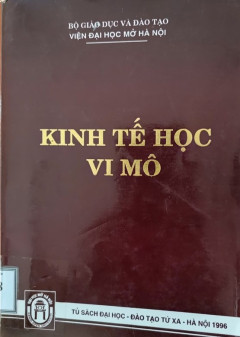 BỘ GIÁO DỤC VÀ ĐÀO TẠO
VIỆN ĐẠI HỌC MỞ HÀ NỘI
KINH TẾ HỌC
VI MÔ
TỦ SÁCH ĐẠI HỌC - ĐÀO TẠO TỪ XA - HÀ NỘI 1996